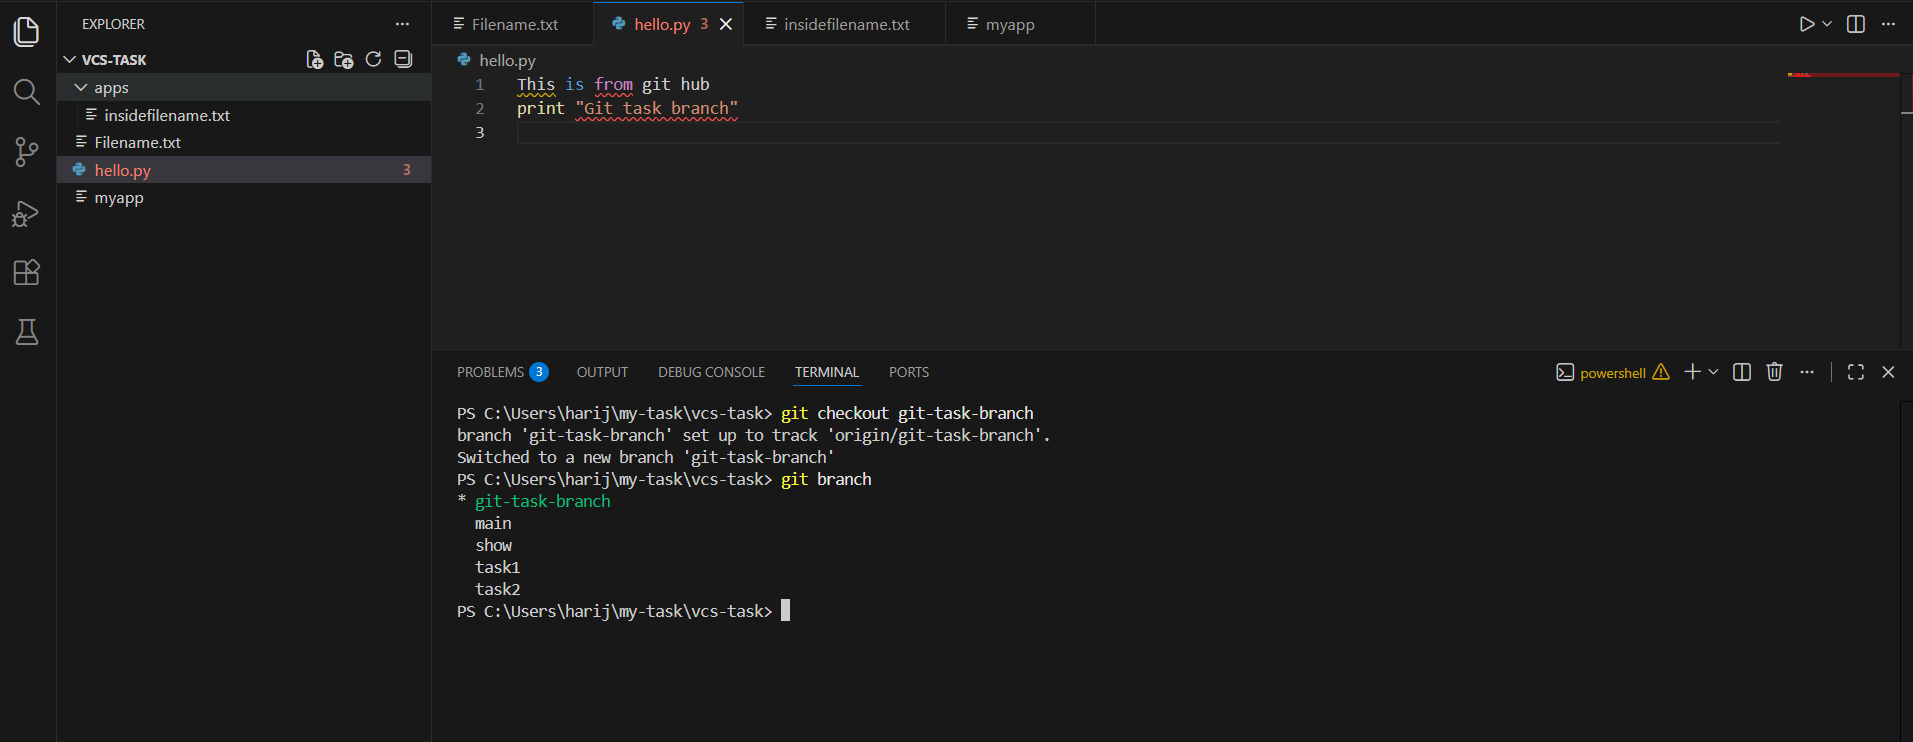 EXPLORER
VCS-TASK
apps
insidefilename.txt
Filename.txt
hello.py 3
myapp
Filename.txt hello.py 3 insidefilename.txt myapp
hello.py
1 This is from git hub
2 print "Git task branch"
3
PROBLEMS 3 OUTPUT DEBUG CONSOLE TERMINAL PORTS powershell
PS C:\Users\harij\my-task\vcs-task> git checkout git-task-branch
branch 'git-task-branch' set up to track 'origin/git-task-branch'.
Switched to a new branch 'git-task-branch'
PS C:\Users\harij\my-task\vcs-task> git branch
* git-task-branch
main
show
task1
task2
PS C:\Users\harij\my-task\vcs-task>